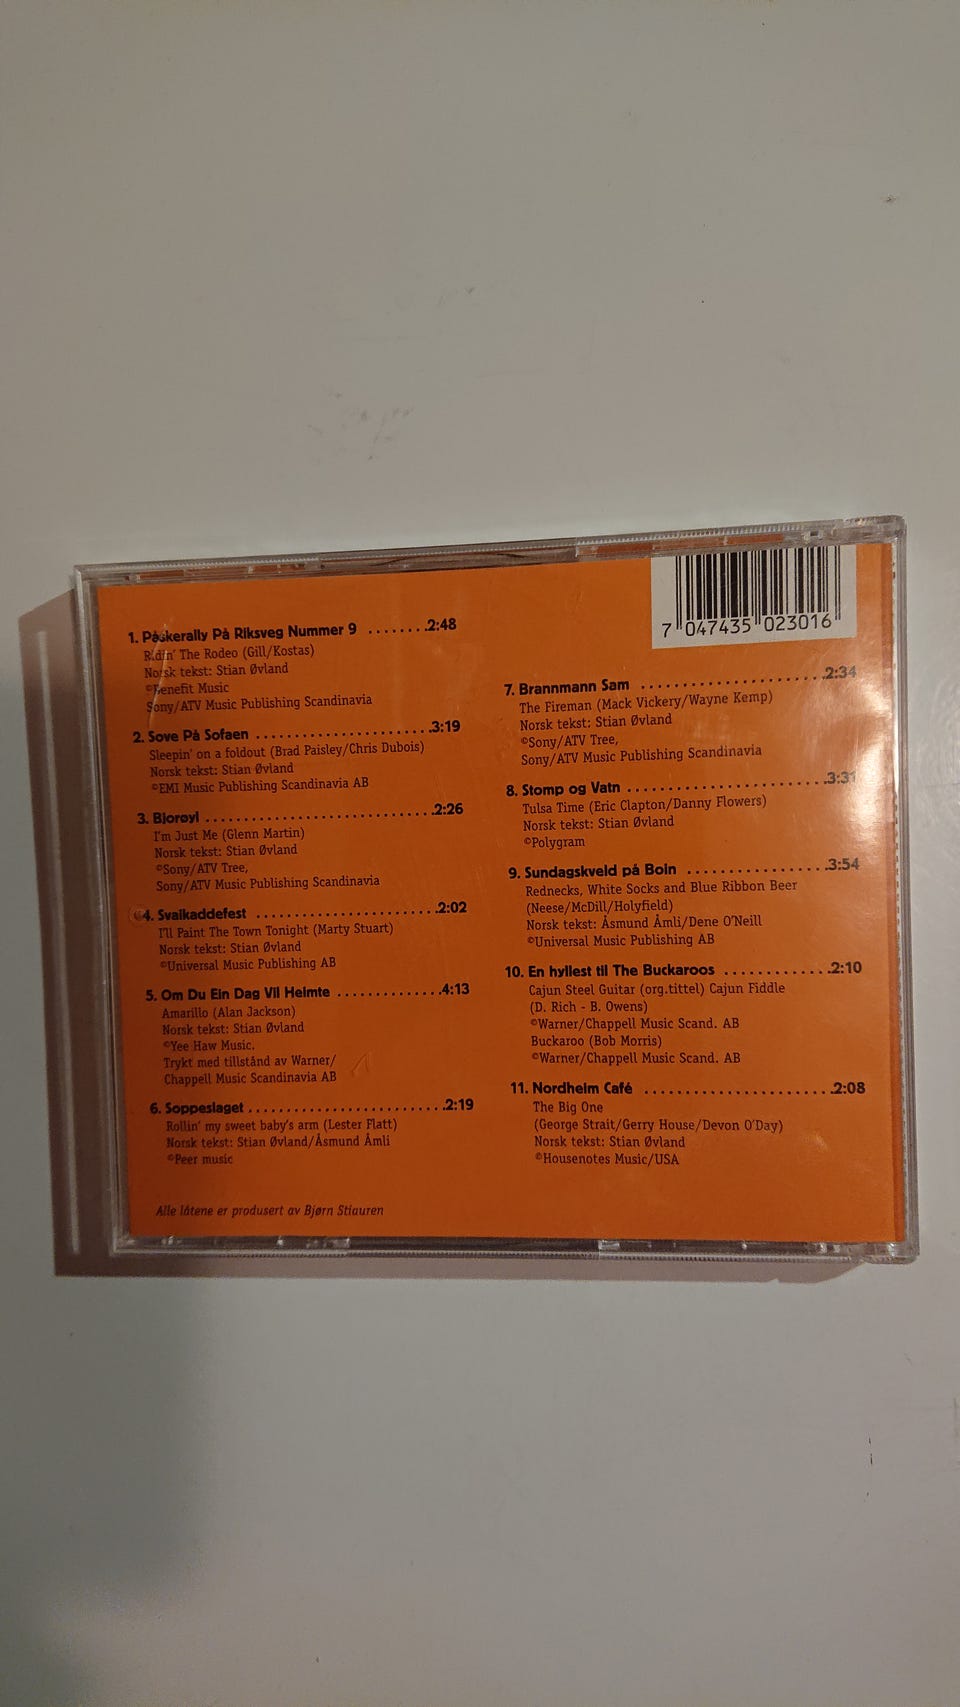 1. Påskerally På Riksveg Nummer 9 ........2:48
Ridin' The Rodeo (Gill/Kostas)
Norsk tekst: Stian Øvland
©Benefit Music
Sony/ATV Music Publishing Scandinavia
2. Sove På Sofaen ......................3:19
Sleepin' on a foldout (Brad Paisley/Chris Dubois)
Norsk tekst: Stian Øvland
©EMI Music Publishing Scandinavia AB
3. Bjorøyl .............................2:26
I'm Just Me (Glenn Martin)
Norsk tekst: Stian Øvland
©Sony/ATV Tree,
Sony/ATV Music Publishing Scandinavia
4. Svalkaddefest .......................2:02
I'll Paint The Town Tonight (Marty Stuart)
Norsk tekst: Stian Øvland
©Universal Music Publishing AB
5. Om Du Ein Dag Vil Heimte .............4:13
Amarillo (Alan Jackson)
Norsk tekst: Stian Øvland
©Yee Haw Music.
Trykt med tillstånd av Warner/
Chappell Music Scandinavia AB
6. Soppeslaget .........................2:19
Rollin' my sweet baby's arm (Lester Flatt)
Norsk tekst: Stian Øvland/Åsmund Åmli
©Peer music
Alle låtene er produsert av Bjørn Stiauren
7 047435 023016
7. Brannmann Sam .......................2:34
The Fireman (Mack Vickery/Wayne Kemp)
Norsk tekst: Stian Øvland
©Sony/ATV Tree,
Sony/ATV Music Publishing Scandinavia
8. Stomp og Vatn ........................3:31
Tulsa Time (Eric Clapton/Danny Flowers)
Norsk tekst: Stian Øvland
©Polygram
9. Sundagskveld på Boin .................3:54
Rednecks, White Socks and Blue Ribbon Beer
(Neese/McDill/Holyfield)
Norsk tekst: Åsmund Åmli/Dene O'Neill
©Universal Music Publishing AB
10. En hyllest til The Buckaroos .............2:10
Cajun Steel Guitar (org.tittel) Cajun Fiddle
(D. Rich - B. Owens)
©Warner/Chappell Music Scand. AB
Buckaroo (Bob Morris)
©Warner/Chappell Music Scand. AB
11. Nordheim Café .......................2:08
The Big One
(George Strait/Gerry House/Devon O'Day)
Norsk tekst: Stian Øvland
©Housenotes Music/USA